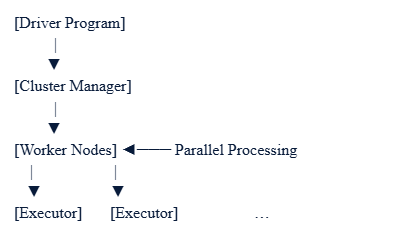 [Driver Program]
[Cluster Manager]
[Worker Nodes] ◄─── Parallel Processing
[Executor] [Executor] …